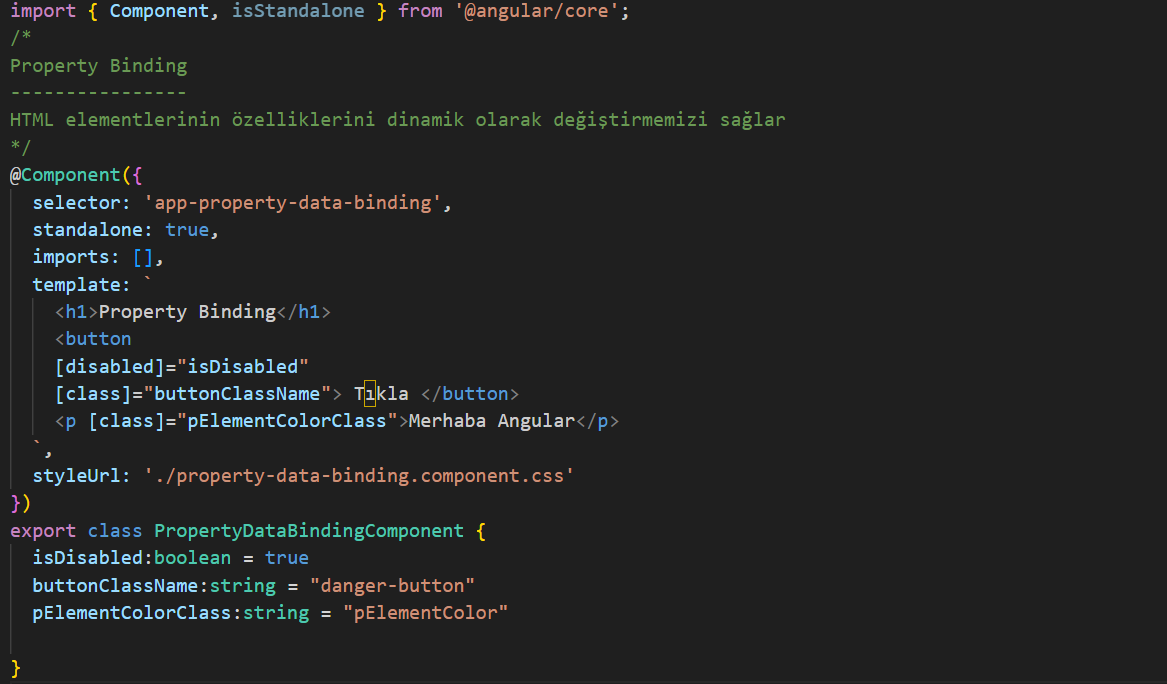 import { Component, isStandalone } from '@angular/core';
/*
Property Binding
----------------
HTML elementlerinin özelliklerini dinamik olarak değiştirmemizi sağlar
*/
@Component({
  selector: 'app-property-data-binding',
  standalone: true,
  imports: [],
  template: `
    <h1>Property Binding</h1>
    <button
    [disabled]="isDisabled"
    [class]="buttonClassName"> Tıkla </button>
    <p [class]="pElementColorClass">Merhaba Angular</p>
  `,
  styleUrl: './property-data-binding.component.css'
})
export class PropertyDataBindingComponent {
  isDisabled:boolean = true
  buttonClassName:string = "danger-button"
  pElementColorClass:string = "pElementColor"
}